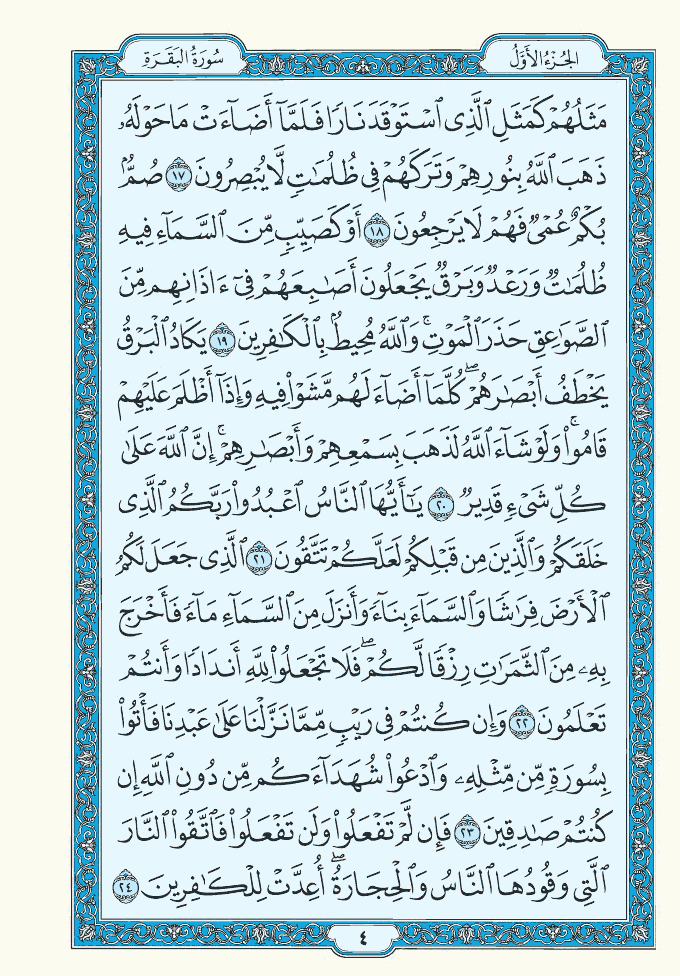 الجُزْءُ الأَوَّلُ
سُورَةُ البَقَرَةِ
مَثَلُهُمْ كَمَثَلِ ٱلَّذِى ٱسْتَوْقَدَ نَارًا فَلَمَّآ أَضَآءَتْ مَا حَوْلَهُۥ
ذَهَبَ ٱللَّهُ بِنُورِهِمْ وَتَرَكَهُمْ فِى ظُلُمَـٰتٍ لَّا يُبْصِرُونَ ١٧ صُمٌّۢ
بُكْمٌ عُمْىٌ فَهُمْ لَا يَرْجِعُونَ ١٨ أَوْ كَصَيِّبٍ مِّنَ ٱلسَّمَآءِ فِيهِ
ظُلُمَـٰتٌ وَرَعْدٌ وَبَرْقٌ يَجْعَلُونَ أَصَـٰبِعَهُمْ فِىٓ ءَاذَانِهِم مِّنَ
ٱلصَّوَٰعِقِ حَذَرَ ٱلْمَوْتِ ۚ وَٱللَّهُ مُحِيطٌۢ بِٱلْكَـٰفِرِينَ ١٩ يَكَادُ ٱلْبَرْقُ
يَخْطَفُ أَبْصَـٰرَهُمْ ۖ كُلَّمَآ أَضَآءَ لَهُم مَّشَوْا۟ فِيهِ وَإِذَآ أَظْلَمَ عَلَيْهِمْ
قَامُوا۟ ۚ وَلَوْ شَآءَ ٱللَّهُ لَذَهَبَ بِسَمْعِهِمْ وَأَبْصَـٰرِهِمْ ۚ إِنَّ ٱللَّهَ عَلَىٰ
كُلِّ شَىْءٍ قَدِيرٌ ٢٠ يَـٰٓأَيُّهَا ٱلنَّاسُ ٱعْبُدُوا۟ رَبَّكُمُ ٱلَّذِى
خَلَقَكُمْ وَٱلَّذِينَ مِن قَبْلِكُمْ لَعَلَّكُمْ تَتَّقُونَ ٢١ ٱلَّذِى جَعَلَ لَكُمُ
ٱلْأَرْضَ فِرَٰشًا وَٱلسَّمَآءَ بِنَآءً وَأَنزَلَ مِنَ ٱلسَّمَآءِ مَآءً فَأَخْرَجَ
بِهِۦ مِنَ ٱلثَّمَرَٰتِ رِزْقًا لَّكُمْ ۖ فَلَا تَجْعَلُوا۟ لِلَّهِ أَندَادًا وَأَنتُمْ
تَعْلَمُونَ ٢٢ وَإِن كُنتُمْ فِى رَيْبٍ مِّمَّا نَزَّلْنَا عَلَىٰ عَبْدِنَا فَأْتُوا۟
بِسُورَةٍ مِّن مِّثْلِهِۦ وَٱدْعُوا۟ شُهَدَآءَكُم مِّن دُونِ ٱللَّهِ إِن
كُنتُمْ صَـٰدِقِينَ ٢٣ فَإِن لَّمْ تَفْعَلُوا۟ وَلَن تَفْعَلُوا۟ فَٱتَّقُوا۟ ٱلنَّارَ
ٱلَّتِى وَقُودُهَا ٱلنَّاسُ وَٱلْحِجَارَةُ ۖ أُعِدَّتْ لِلْكَـٰفِرِينَ ٢٤
٤